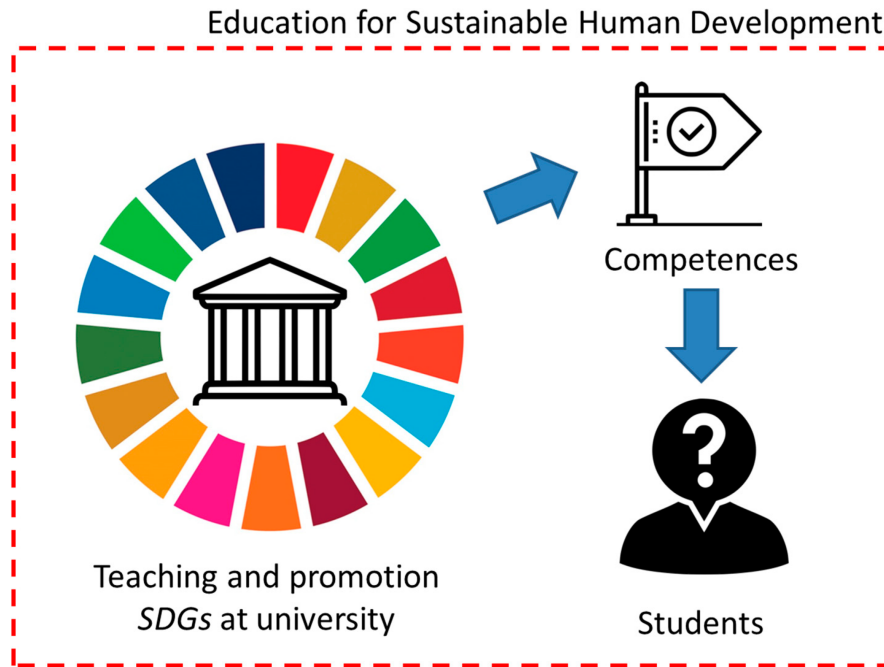 Education for Sustainable Human Development
Competences
Teaching and promotion
SDGs at university
Students